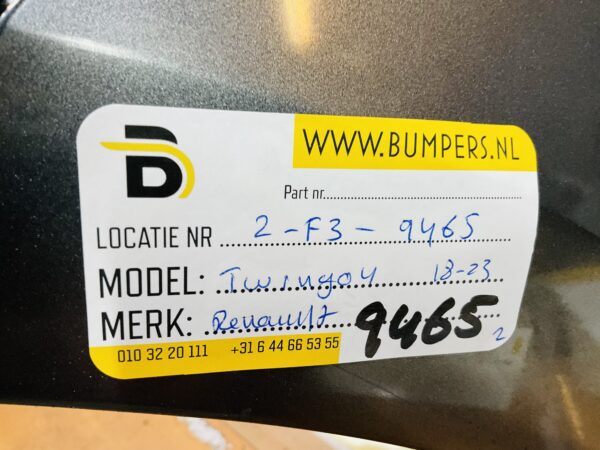 B
WWW.BUMPERS.NL
Part nr.
LOCATIE NR 2-F3-9465
MODEL: Twingo4 18-23
MERK: Renault 9465 2
010 32 20 111 +31 6 44 66 53 55